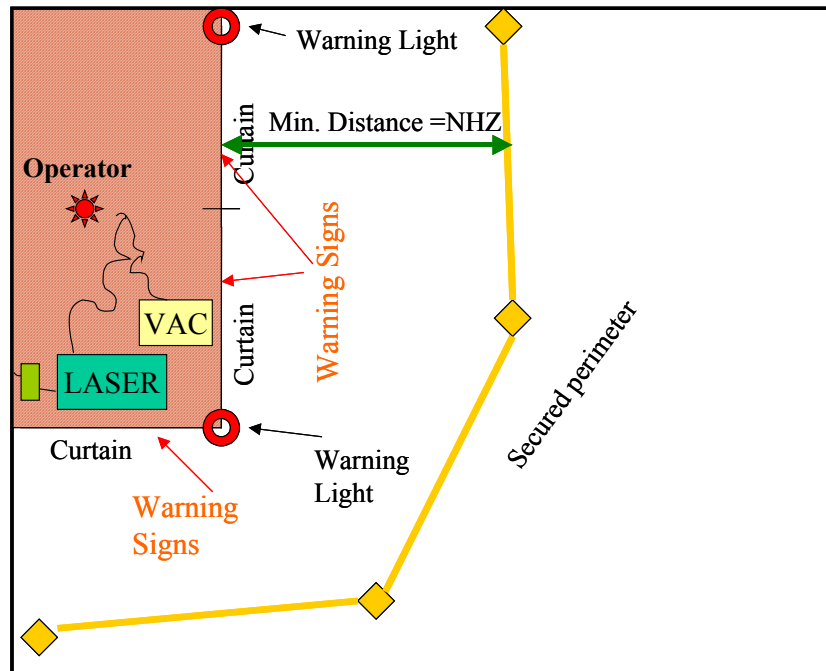 Warning Light
Min. Distance =NHZ
Curtain
Operator
Warning Signs
VAC
Curtain
LASER
Secured perimeter
Curtain
Warning
Light
Warning
Signs